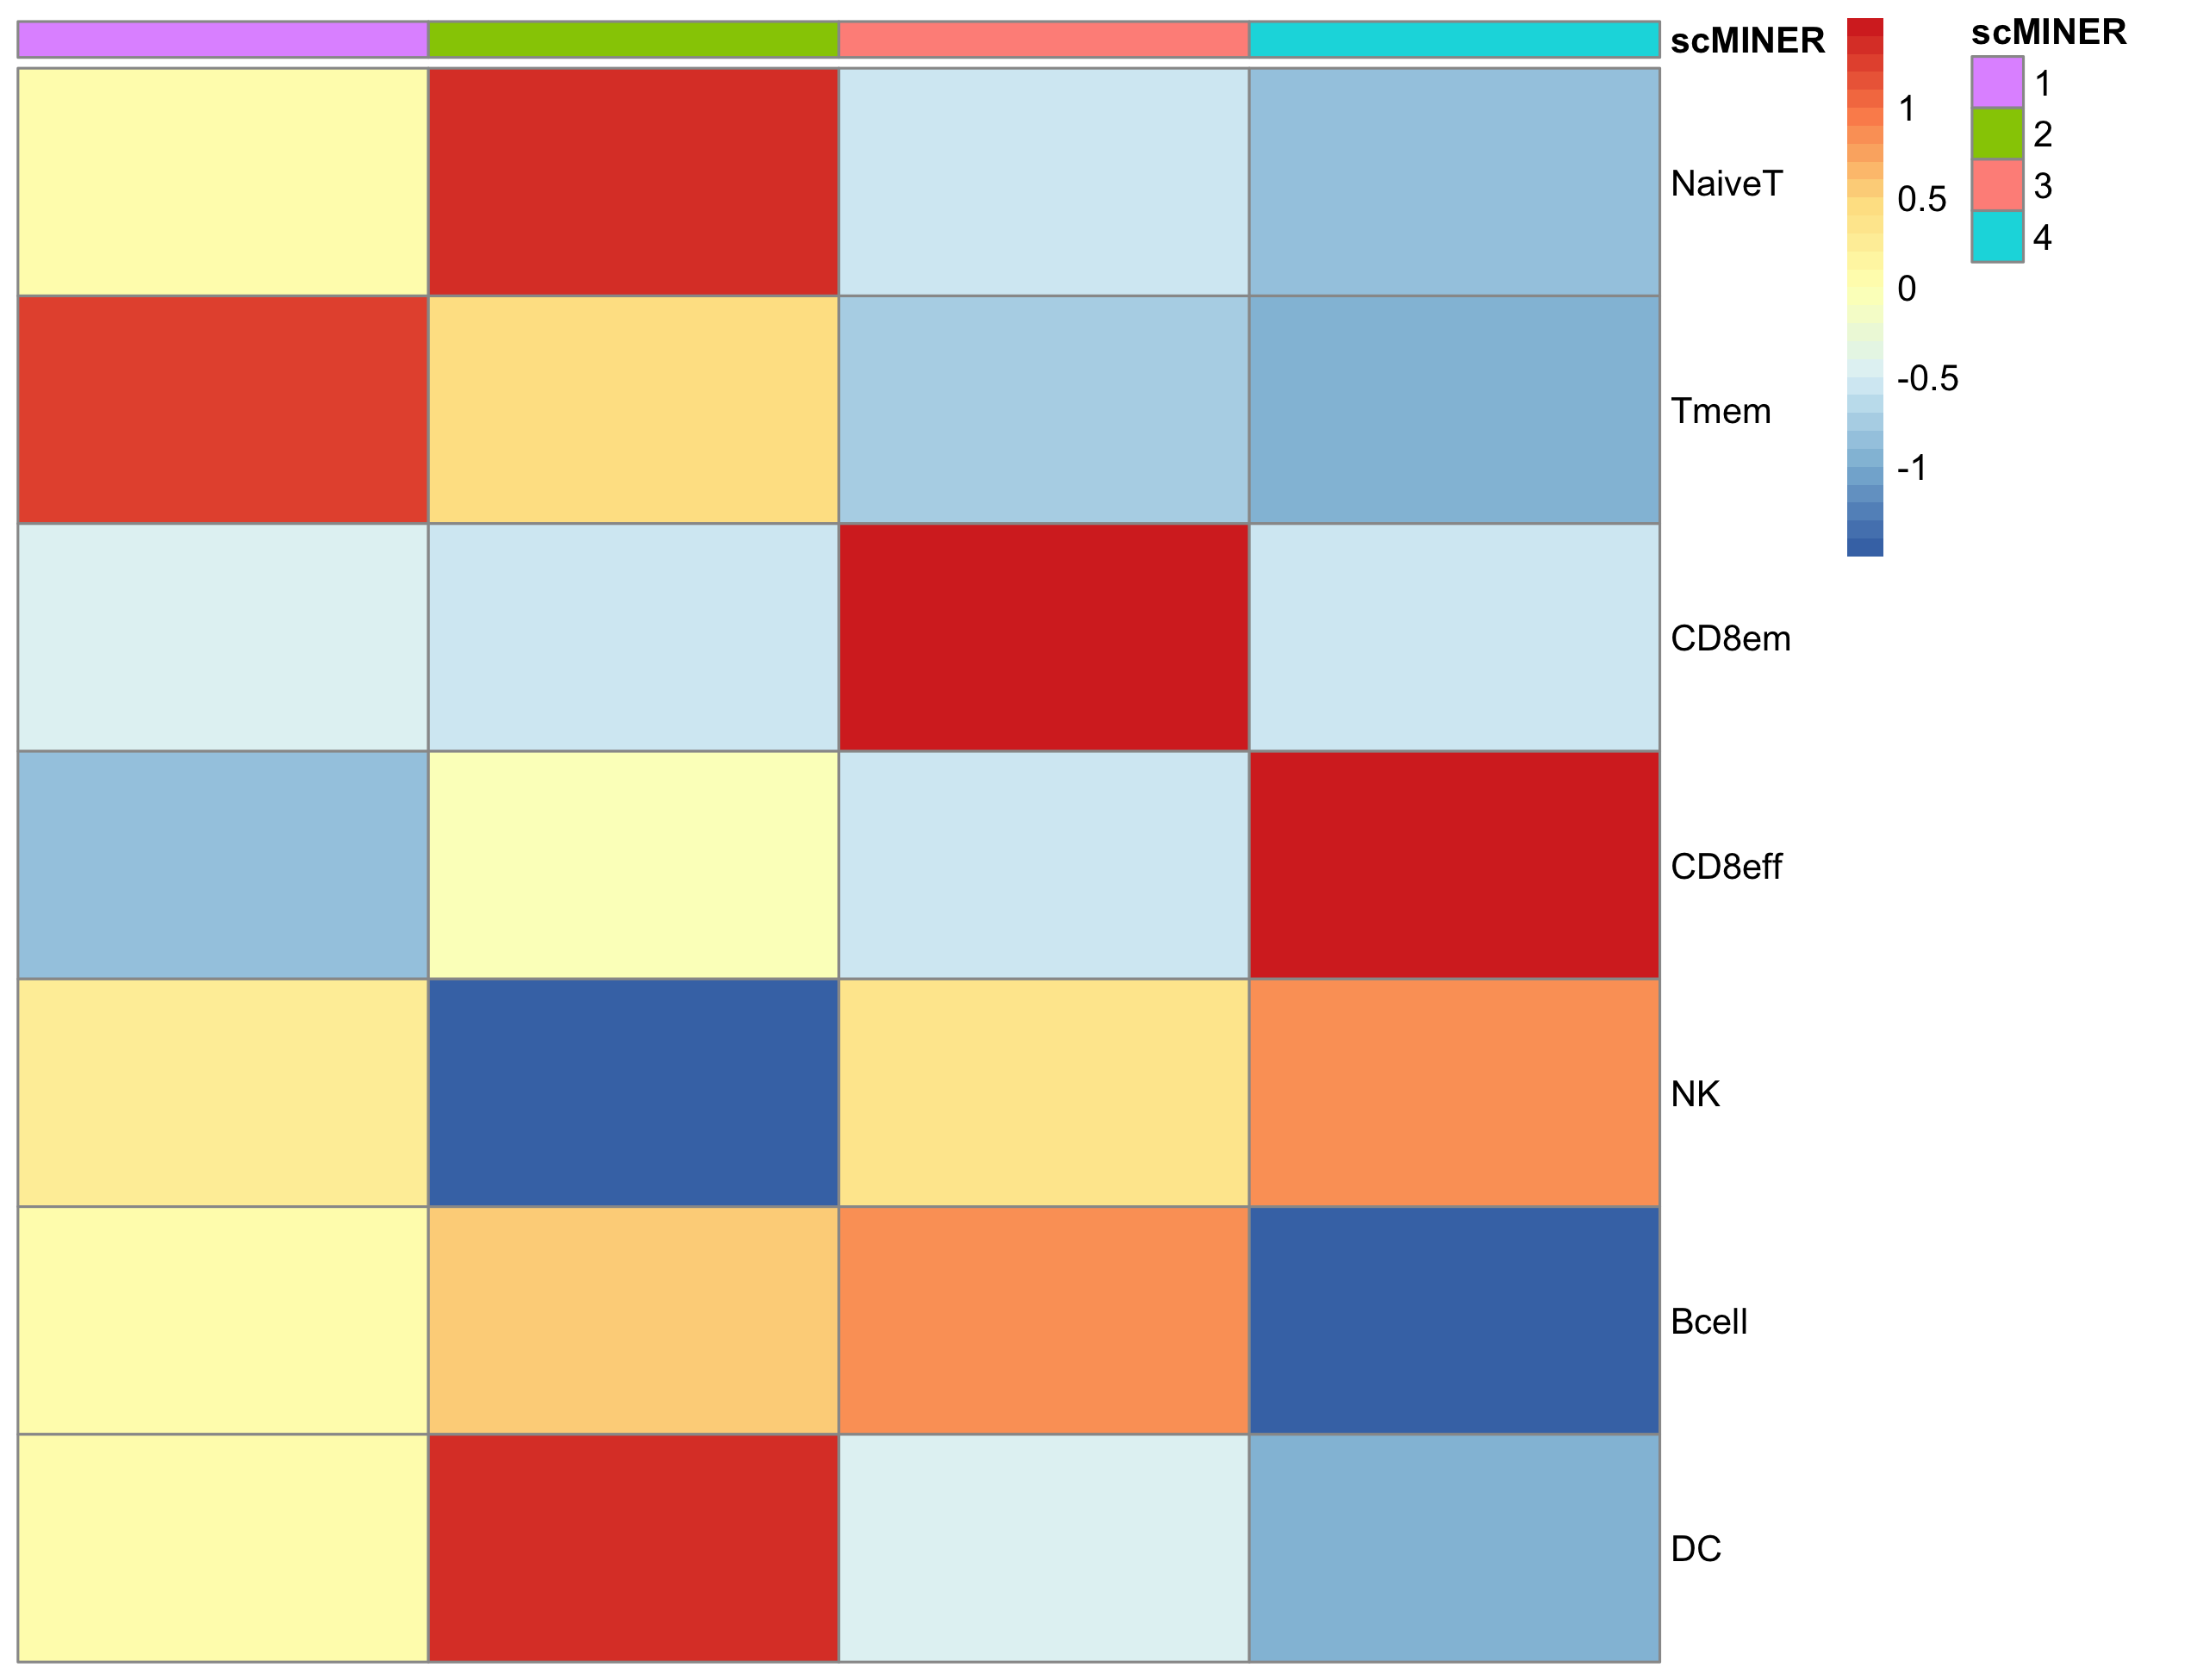 scMINER
NaiveT
Tmem
CD8em
CD8eff
NK
Bcell
DC
1
0.5
0
-0.5
-1
scMINER
1
2
3
4